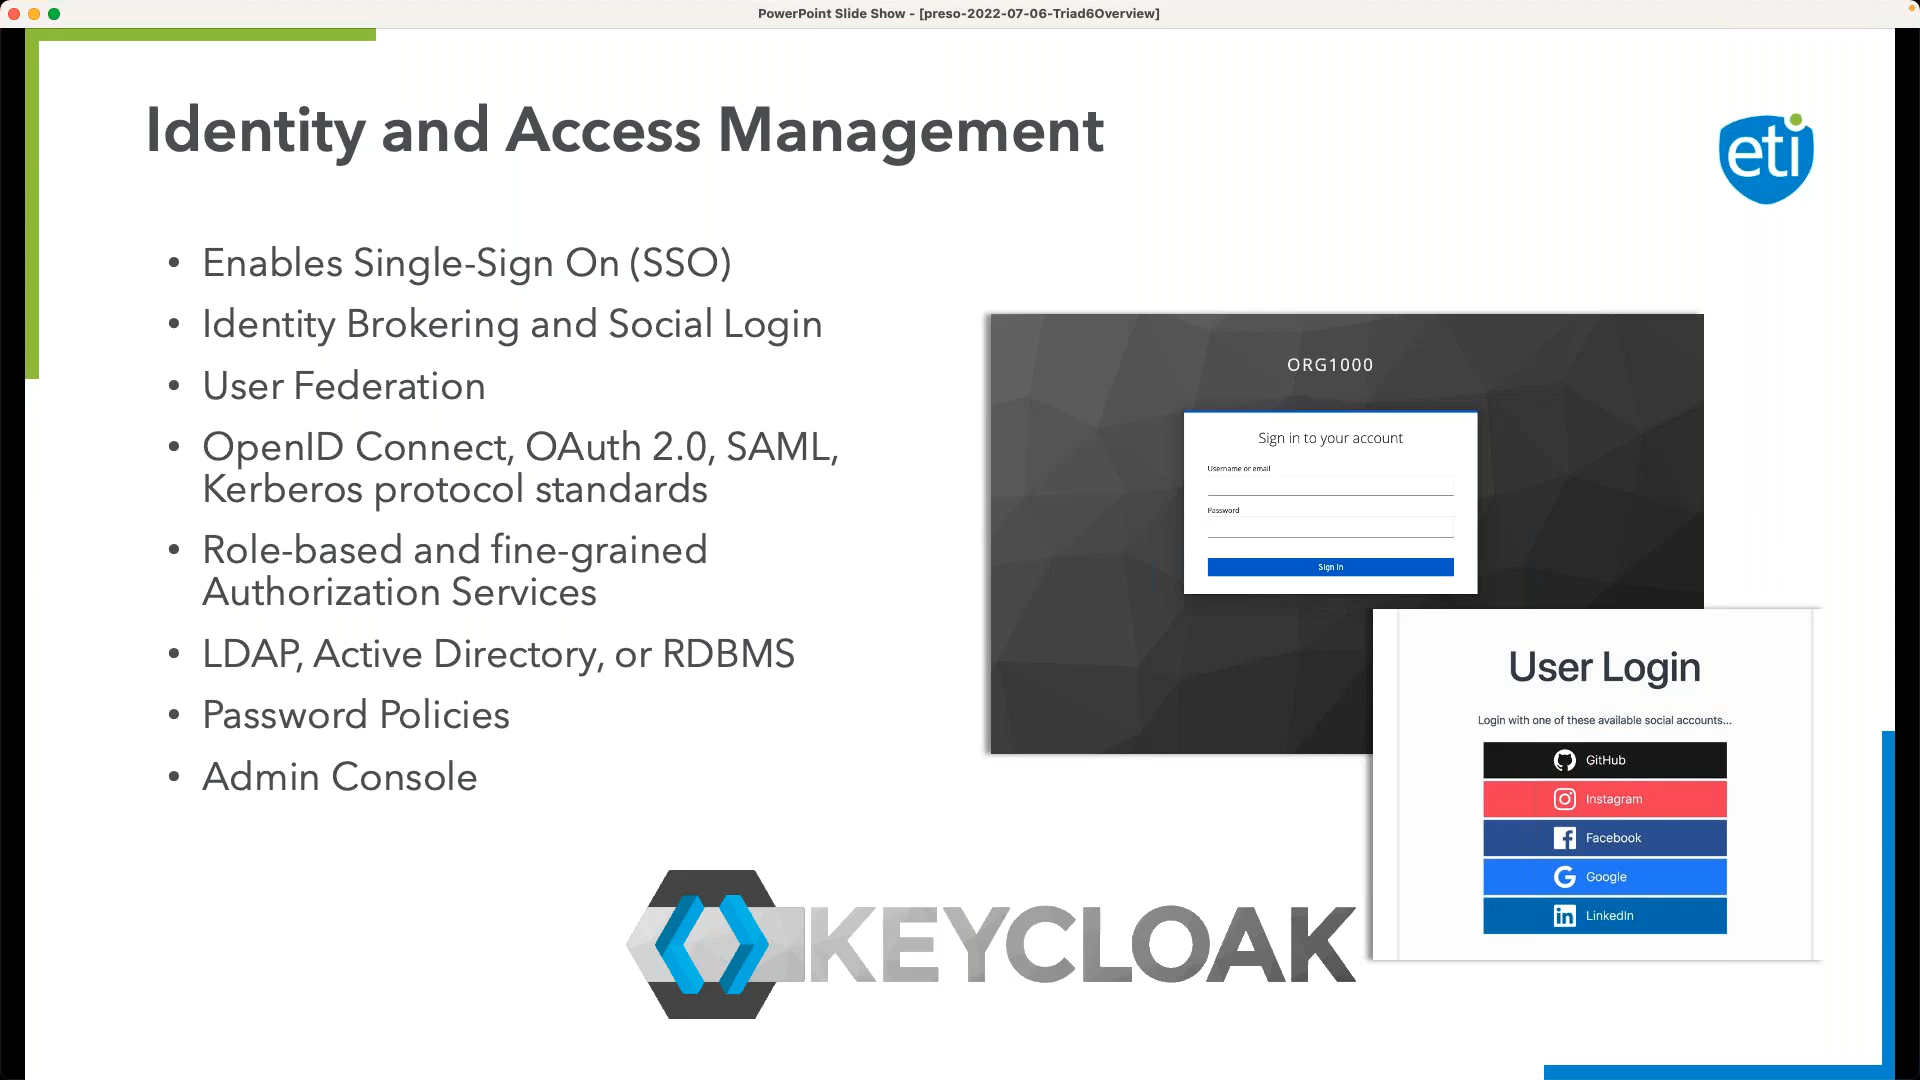 PowerPoint Slide Show - [preso-2022-07-06-Triad6Overview]
Identity and Access Management
eti
• Enables Single-Sign On (SSO)
• Identity Brokering and Social Login
• User Federation
• OpenID Connect, OAuth 2.0, SAML,
Kerberos protocol standards
• Role-based and fine-grained
Authorization Services
• LDAP, Active Directory, or RDBMS
• Password Policies
• Admin Console
ORG1000
Sign in to your account
Username or email
Password
Sign In
User Login
Login with one of these available social accounts...
GitHub
Instagram
Facebook
Google
LinkedIn
KEYCLOAK